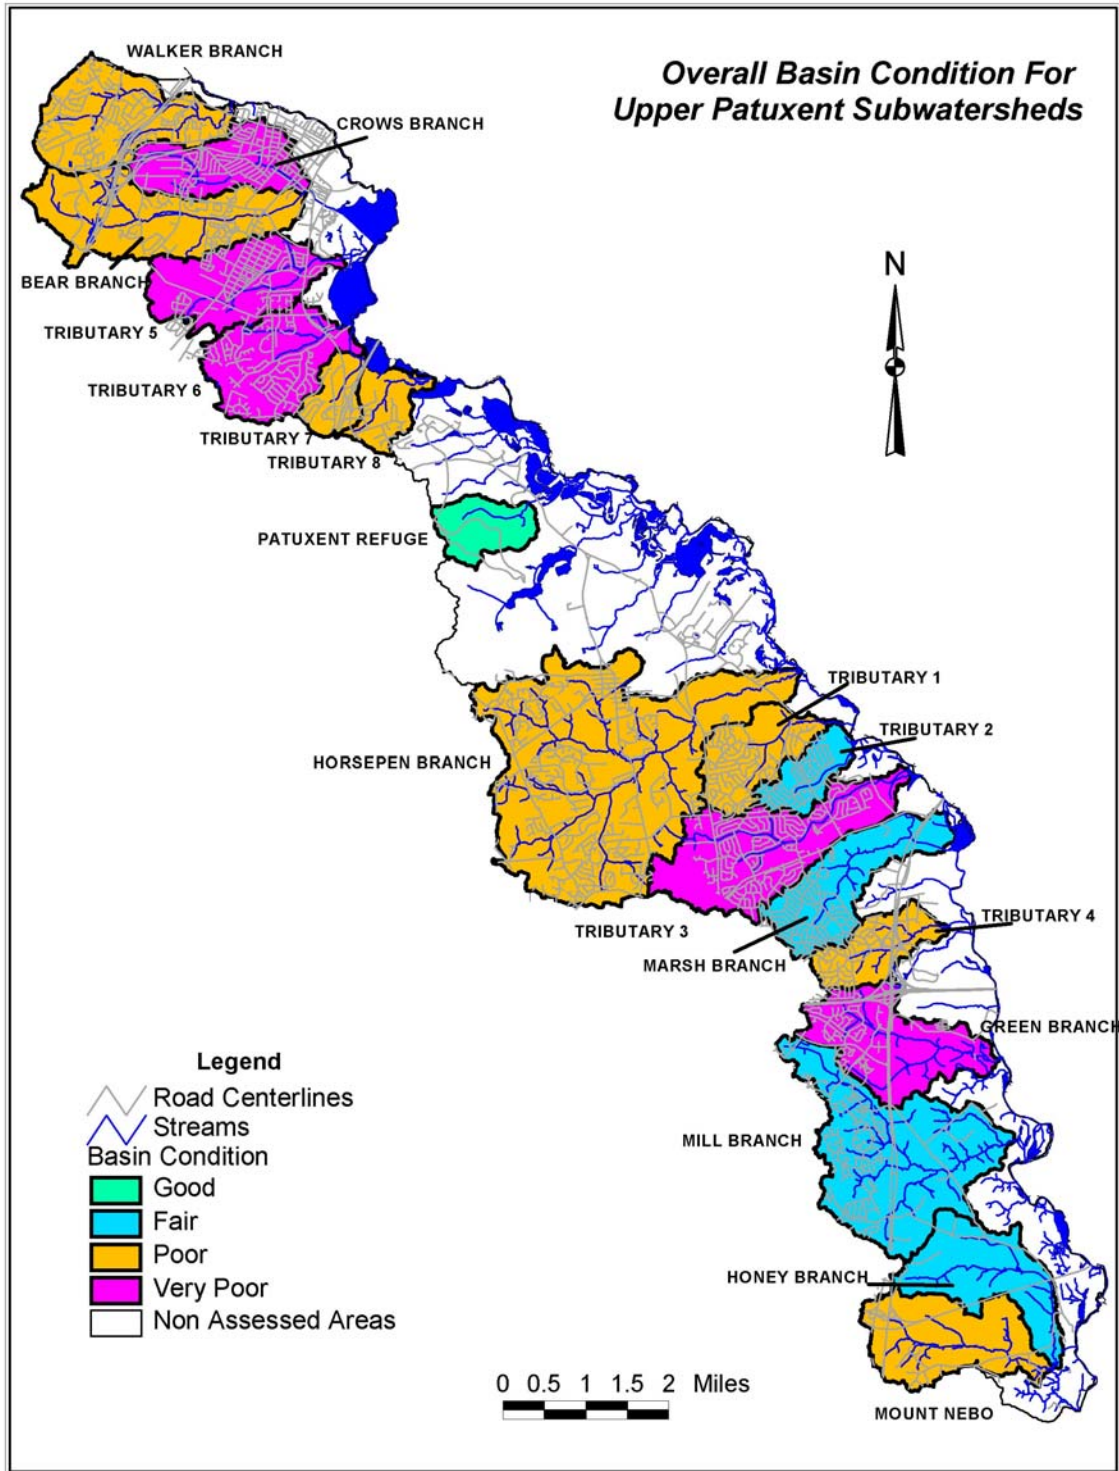 Overall Basin Condition For
Upper Patuxent Subwatersheds
WALKER BRANCH
CROWS BRANCH
BEAR BRANCH
TRIBUTARY 5
TRIBUTARY 6
TRIBUTARY 7
TRIBUTARY 8
N
PATUXENT REFUGE
TRIBUTARY 1
TRIBUTARY 2
HORSEPEN BRANCH
TRIBUTARY 3
TRIBUTARY 4
MARSH BRANCH
GREEN BRANCH
MILL BRANCH
HONEY BRANCH
MOUNT NEBO
Legend
Road Centerlines
Streams
Basin Condition
Good
Fair
Poor
Very Poor
Non Assessed Areas
0 0.5 1 1.5 2 Miles